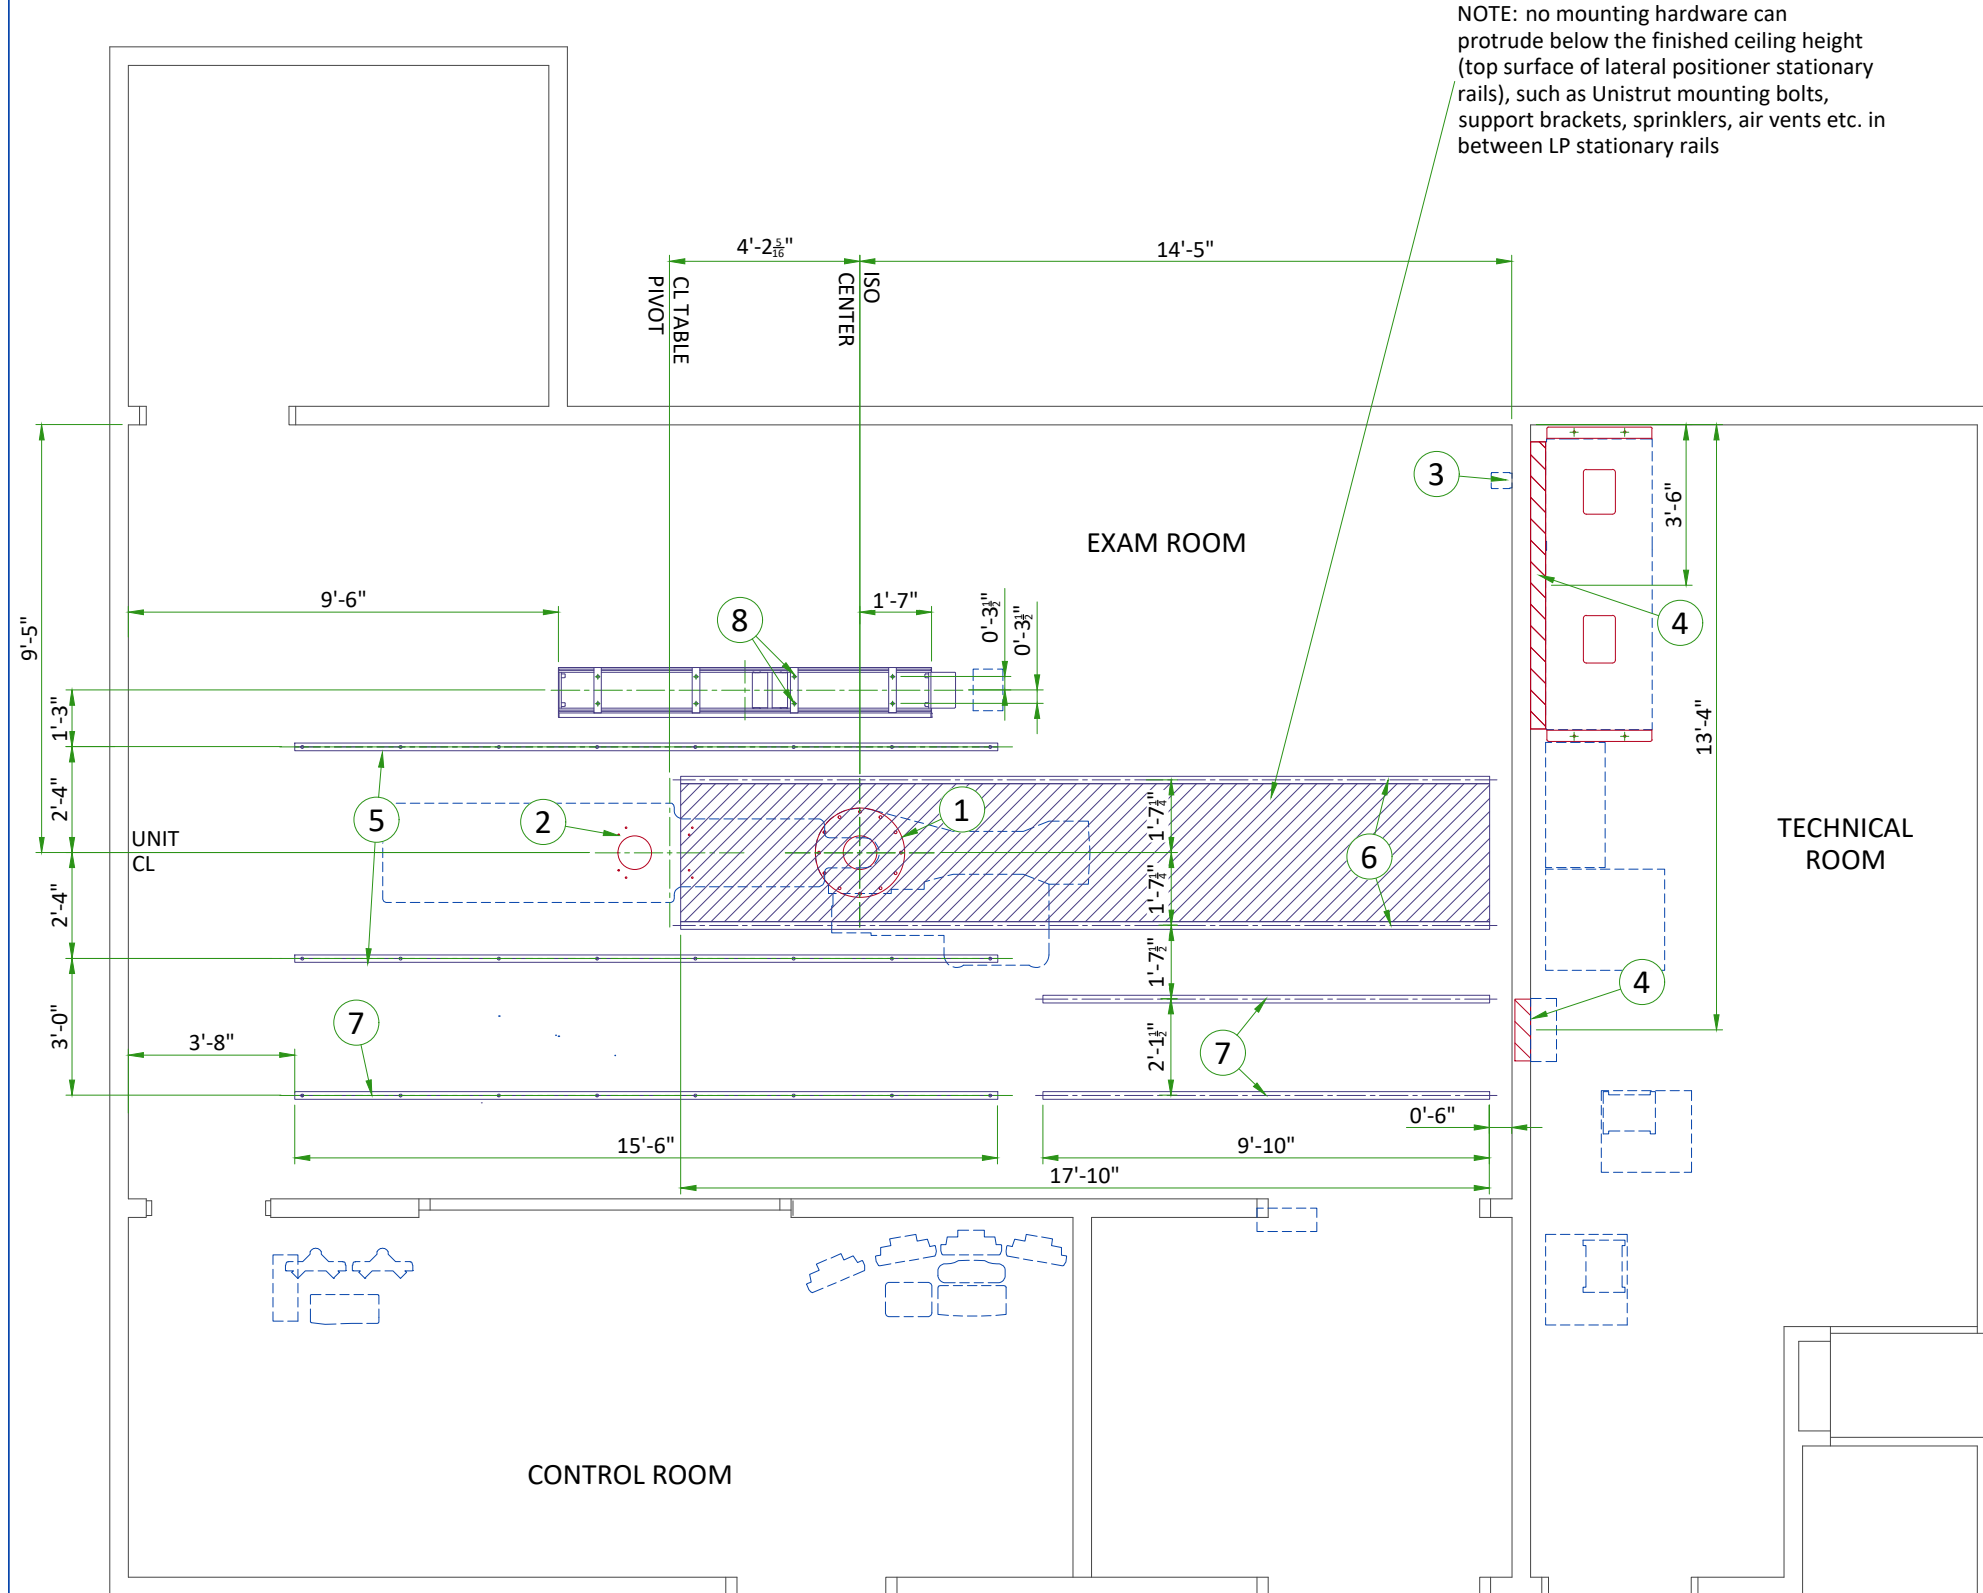 NOTE: no mounting hardware can
protrude below the finished ceiling height
(top surface of lateral positioner stationary
rails), such as Unistrut mounting bolts,
support brackets, sprinklers, air vents etc. in
between LP stationary rails
4'-2 5/16"
14'-5"
CL TABLE
PIVOT
ISO
CENTER
3
3'-6"
EXAM ROOM
9'-6"
1'-7"
0'-3 1/2"
0'-3 1/2"
8
4
9'-5"
1'-3"
13'-4"
2'-4"
5
2
1
1'-7 1/4"
UNIT
CL
6
TECHNICAL
ROOM
2'-4"
1'-7 1/4"
1'-7 1/2"
4
3'-0"
7
3'-8"
2'-1 1/2"
7
0'-6"
15'-6"
9'-10"
17'-10"
CONTROL ROOM